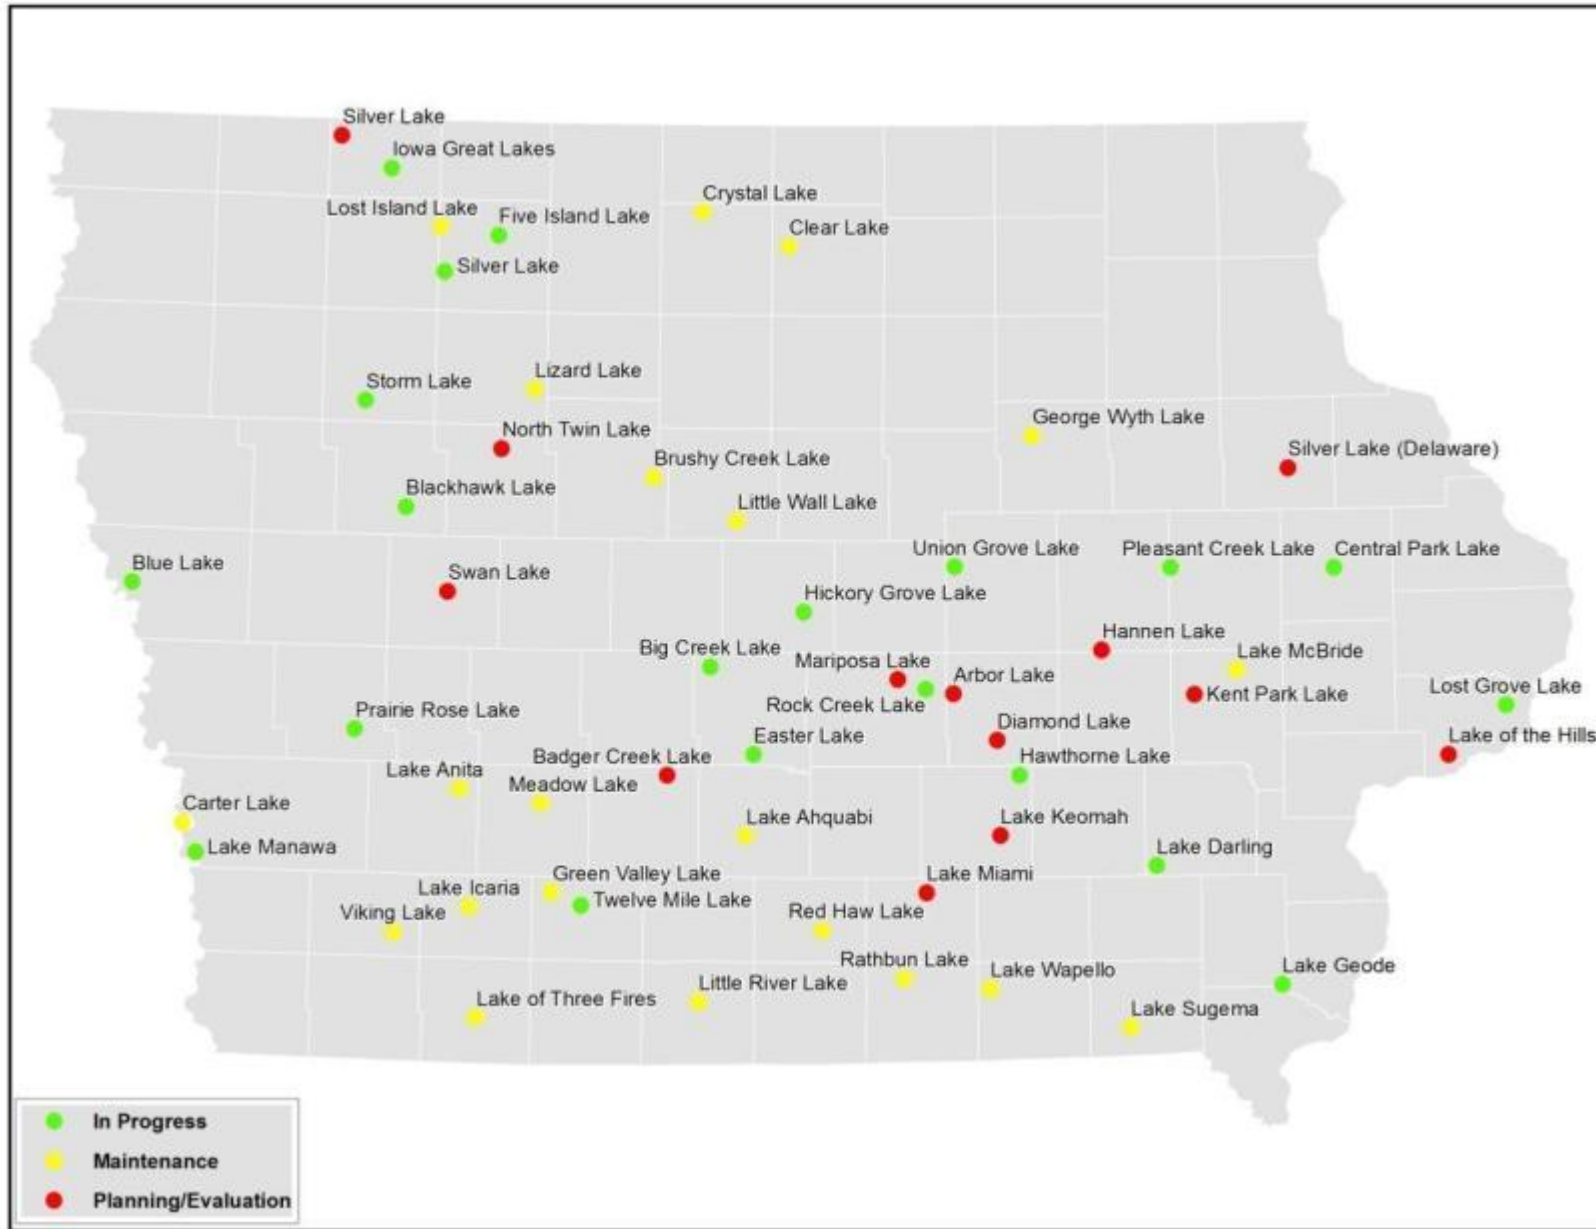 Silver Lake
Iowa Great Lakes
Crystal Lake
Lost Island Lake
Five Island Lake
Clear Lake
Silver Lake
Lizard Lake
Storm Lake
George Wyth Lake
North Twin Lake
Silver Lake (Delaware)
Brushy Creek Lake
Blackhawk Lake
Little Wall Lake
Union Grove Lake
Pleasant Creek Lake
Central Park Lake
Blue Lake
Swan Lake
Hickory Grove Lake
Hannen Lake
Big Creek Lake
Lake McBride
Mariposa Lake
Arbor Lake
Lost Grove Lake
Kent Park Lake
Rock Creek Lake
Prairie Rose Lake
Diamond Lake
Easter Lake
Lake of the Hills
Badger Creek Lake
Hawthorne Lake
Lake Anita
Meadow Lake
Carter Lake
Lake Ahquabi
Lake Keomah
Lake Manawa
Lake Darling
Green Valley Lake
Lake Miami
Lake Icaria
Twelve Mile Lake
Viking Lake
Red Haw Lake
Rathbun Lake
Lake Geode
Lake Wapello
Little River Lake
Lake of Three Fires
Lake Sugema
In Progress
Maintenance
Planning/Evaluation